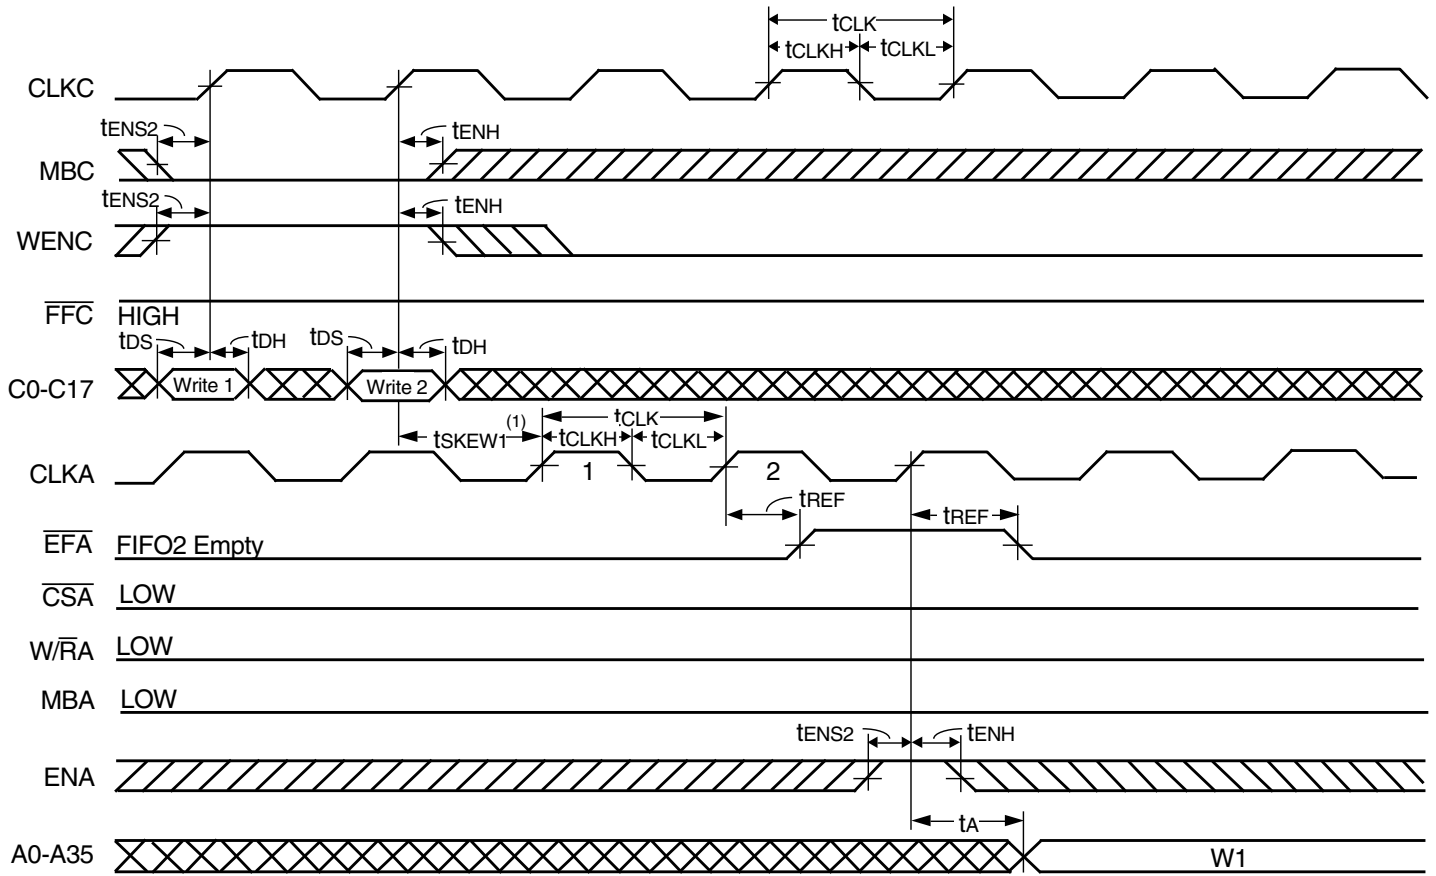 tCLK
tCLKH tCLKL
CLKC
tENS2 tENH
MBC
tENS2 tENH
WENC
FFC HIGH
tDS tDH tDS tDH
C0-C17 Write 1 Write 2
tSKEW1(1) tCLK
tCLKH tCLKL
CLKA 1 2
tREF tREF
EFA FIFO2 Empty
CSA LOW
W/RA LOW
MBA LOW
tENS2 tENH
ENA
tA
A0-A35 W1